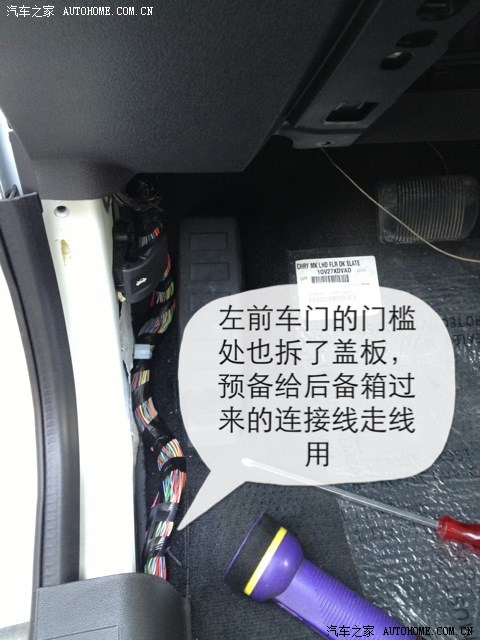 汽车之家 AUTOHOME.COM.CN
CHRY MK LHD FLR DK SLATE
1DV27XDVAD
左前车门的门槛
处也拆了盖板，
预备给后备箱过
来的连接线走线
用
汽车之家 AUTOHOME.COM.CN